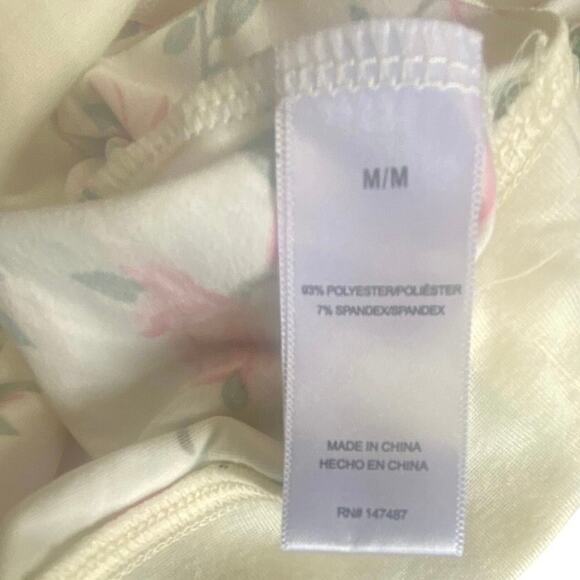 M/M
93% POLYESTER/POLIÉSTER
7% SPANDEX/SPANDEX
MADE IN CHINA
HECHO EN CHINA
RN# 147487